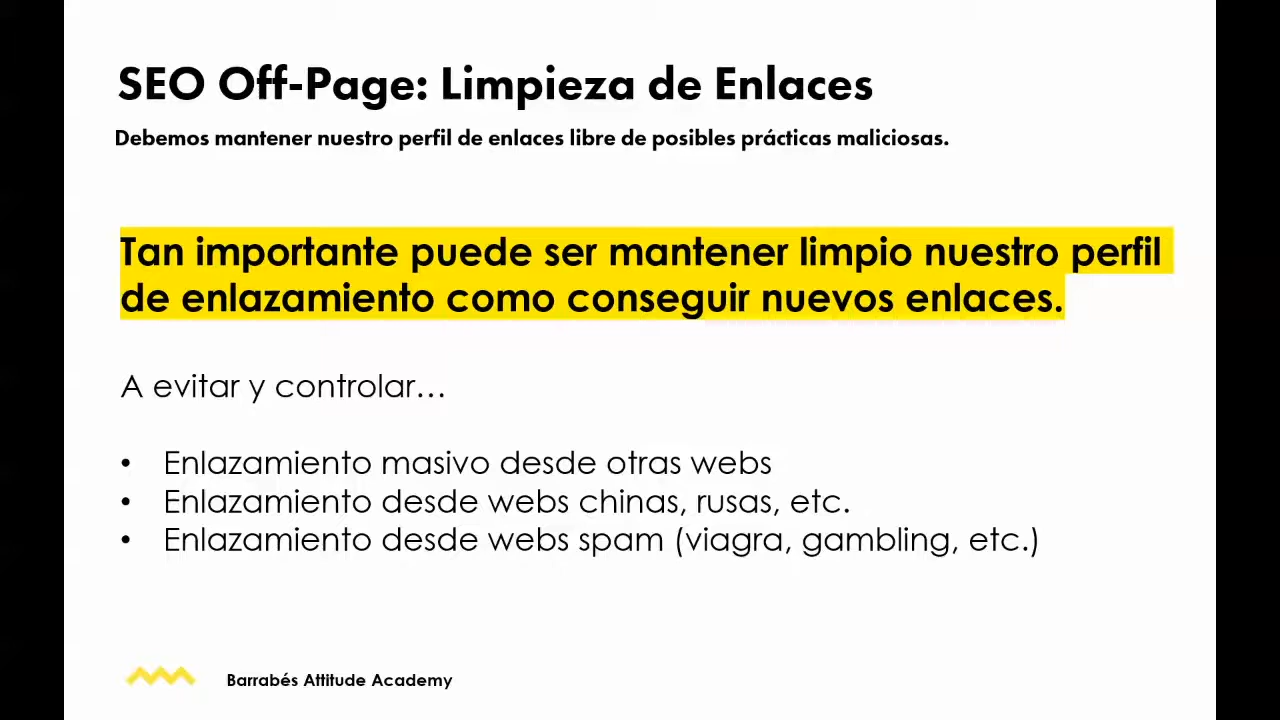 SEO Off-Page: Limpieza de Enlaces
Debemos mantener nuestro perfil de enlaces libre de posibles prácticas maliciosas.
Tan importante puede ser mantener limpio nuestro perfil
de enlazamiento como conseguir nuevos enlaces.
A evitar y controlar…
• Enlazamiento masivo desde otras webs
• Enlazamiento desde webs chinas, rusas, etc.
• Enlazamiento desde webs spam (viagra, gambling, etc.)
Barrabés Attitude Academy